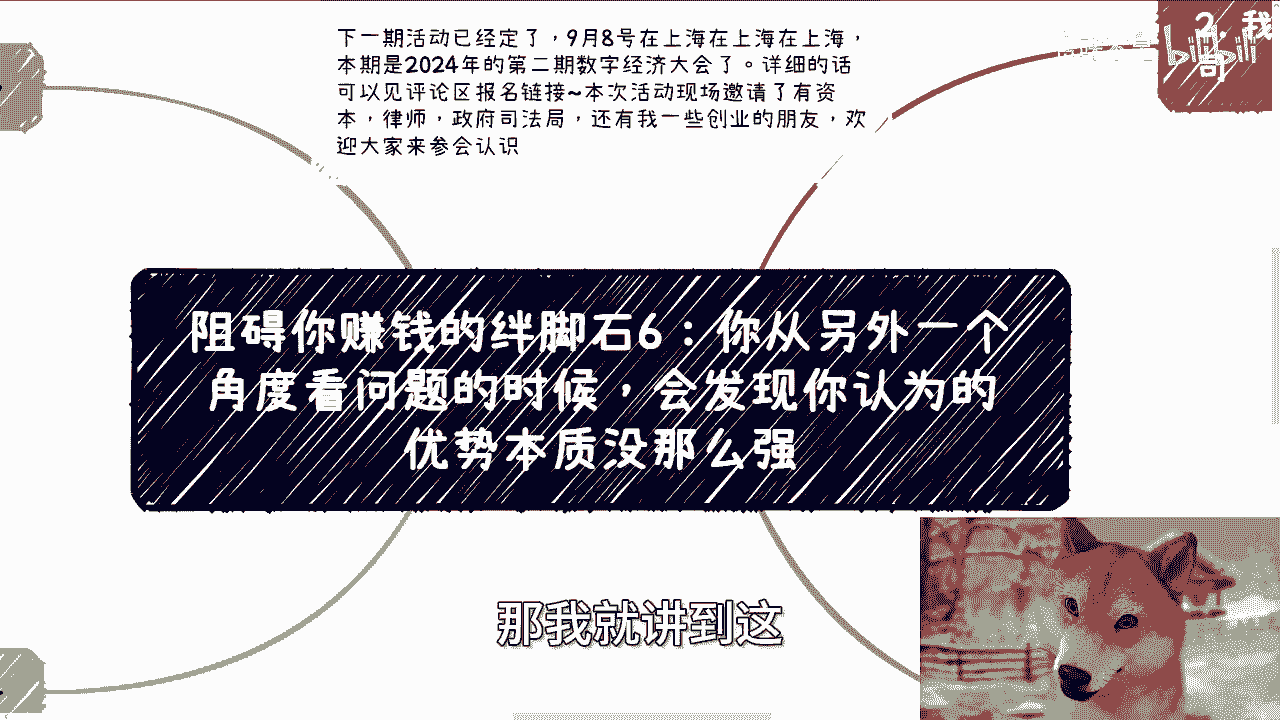 下一期活动已经定了，9月8号在上海在上海在上海，
本期是2024年的第二期数字经济大会了。详细的话
可以见评论区报名链接~本次活动现场邀请了有资
本，律师，政府司法局，还有我一些创业的朋友，欢
迎大家来参会认识
2. 我
司
bilibili
阻碍你赚钱的绊脚石6：你从另外一个
角度看问题的时候，会发现你认为的
优势本质没那么强
那我就讲到这